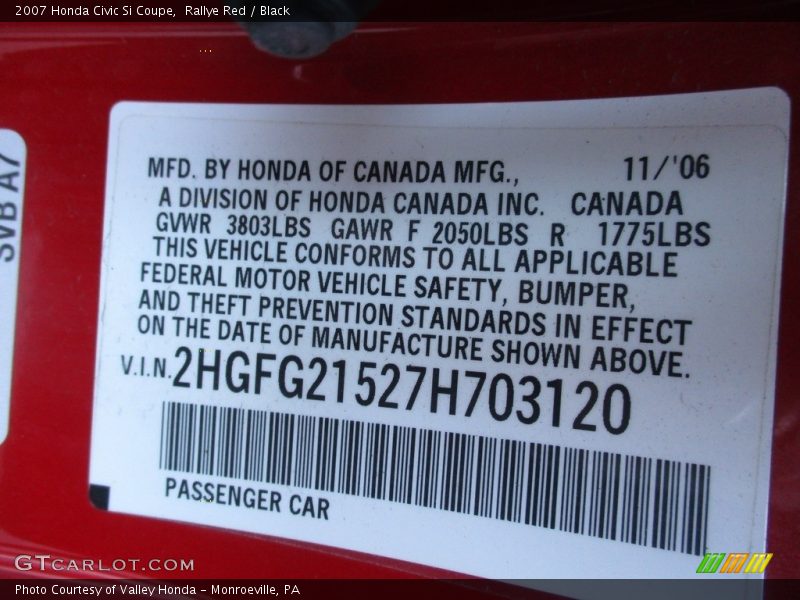 2007 Honda Civic Si Coupe, Rallye Red / Black
SVB A7
MFD. BY HONDA OF CANADA MFG., 11/'06
A DIVISION OF HONDA CANADA INC. CANADA
GVWR 3803LBS GAWR F 2050LBS R 1775LBS
THIS VEHICLE CONFORMS TO ALL APPLICABLE
FEDERAL MOTOR VEHICLE SAFETY, BUMPER,
AND THEFT PREVENTION STANDARDS IN EFFECT
ON THE DATE OF MANUFACTURE SHOWN ABOVE.
V.I.N. 2HGFG21527H703120
PASSENGER CAR
GTCARLOT.COM
Photo Courtesy of Valley Honda - Monroeville, PA